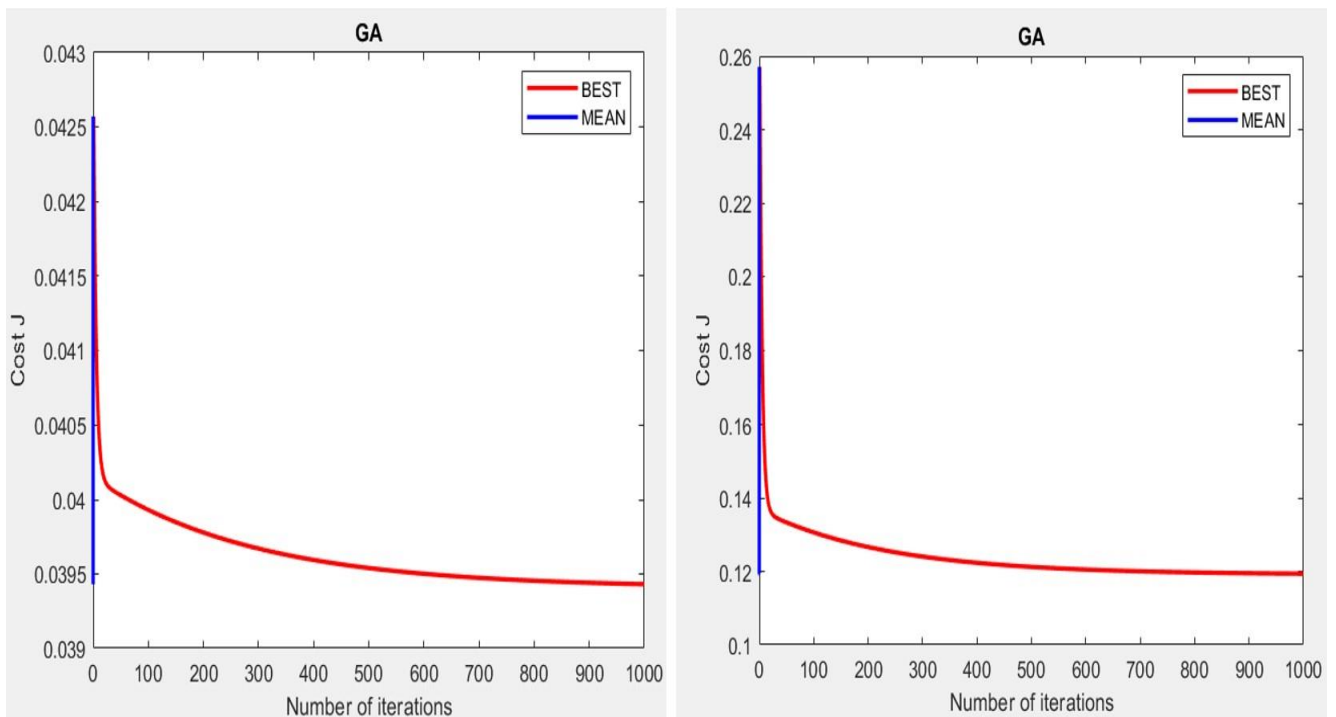 GA
0.043
0.0425
0.042
0.0415
0.041
0.0405
0.04
0.0395
0.039
Cost J
BEST
MEAN
0 100 200 300 400 500 600 700 800 900 1000
Number of iterations
GA
0.26
0.24
0.22
0.2
0.18
0.16
0.14
0.12
0.1
Cost J
BEST
MEAN
0 100 200 300 400 500 600 700 800 900 1000
Number of iterations